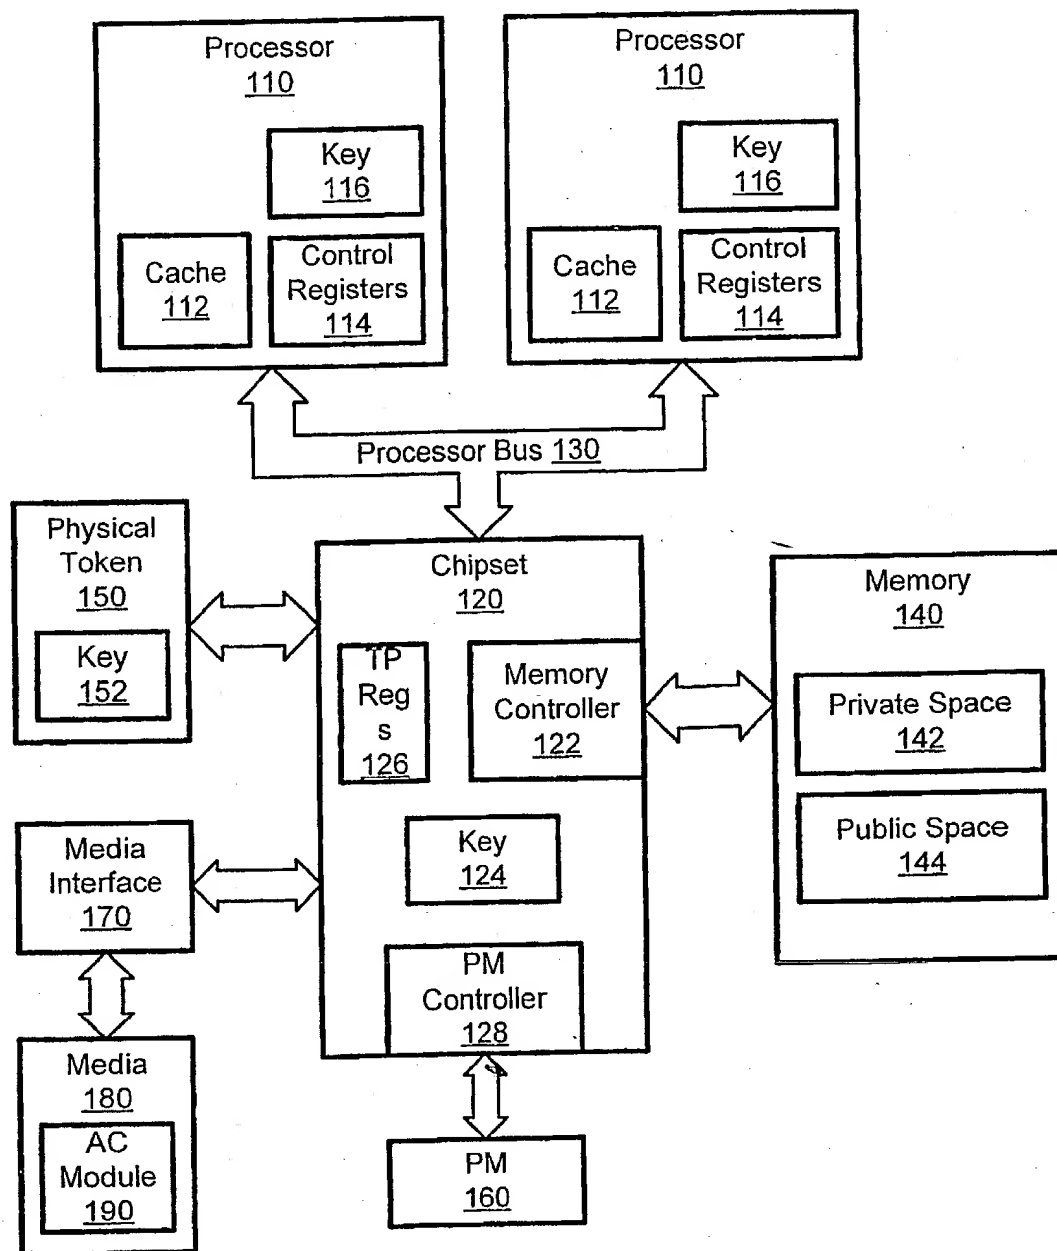 Processor
110
Key
116
Cache
112
Control
Registers
114
Processor
110
Key
116
Cache
112
Control
Registers
114
Processor Bus 130
Physical
Token
150
Key
152
Chipset
120
TP
Reg
s
126
Memory
Controller
122
Key
124
PM
Controller
128
Memory
140
Private Space
142
Public Space
144
Media
Interface
170
Media
180
AC
Module
190
PM
160